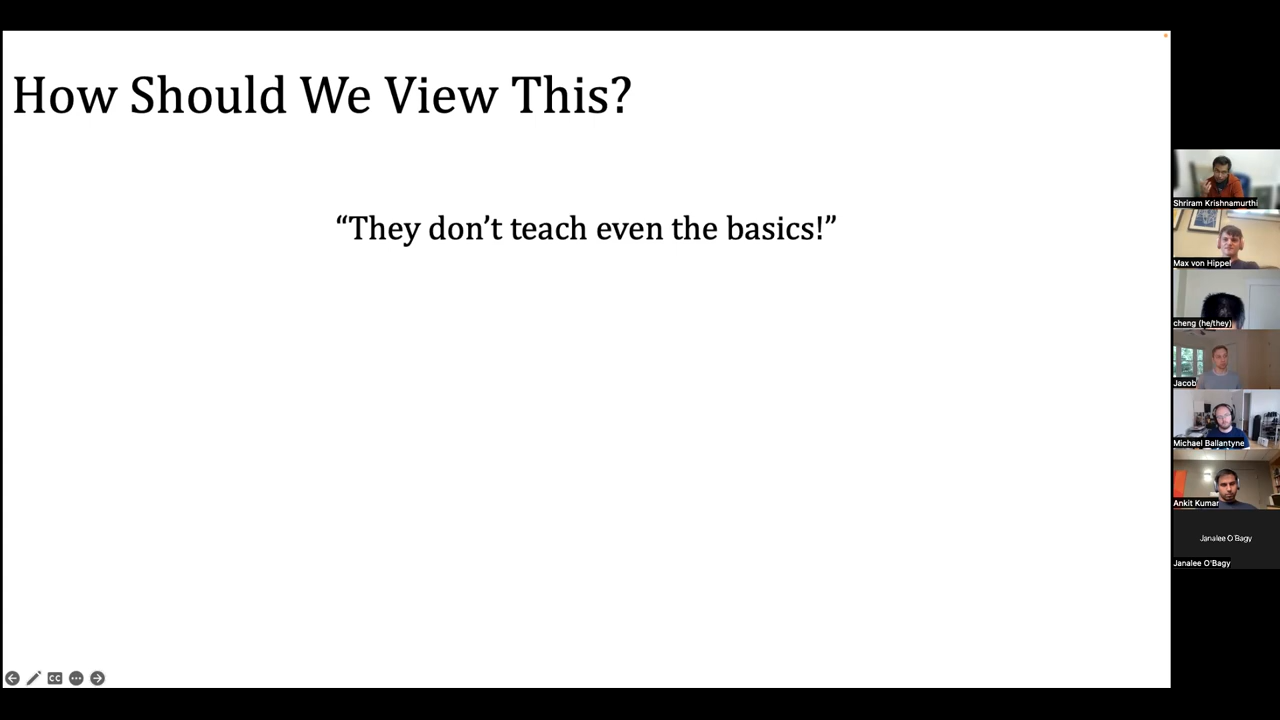 How Should We View This?
“They don’t teach even the basics!”
Shriram Krishnamurthi
Max von Hippel
cheng (he/they)
Jacob
Michael Ballantyne
Ankit Kumar
Janalee O Bagy
Janalee O'Bagy
CC